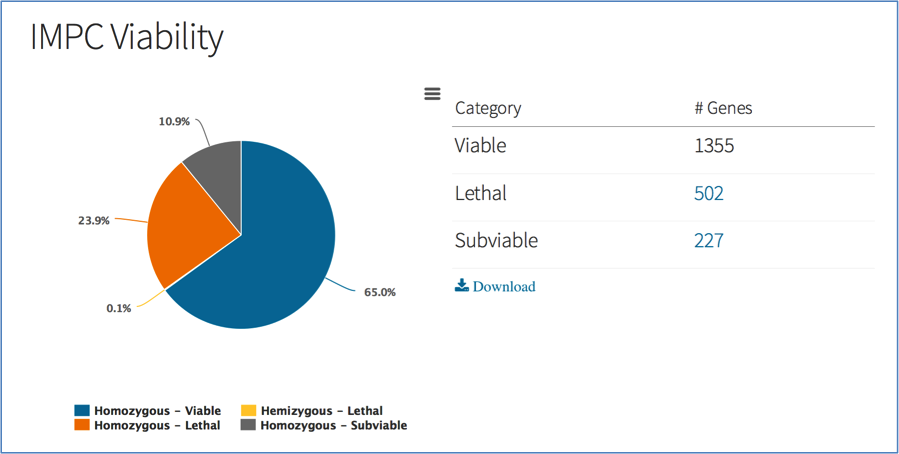 IMPC Viability
10.9%
23.9%
0.1%
65.0%
Homozygous - Viable
Hemizygous - Lethal
Homozygous - Lethal
Homozygous - Subviable
Category # Genes
Viable 1355
Lethal 502
Subviable 227
Download